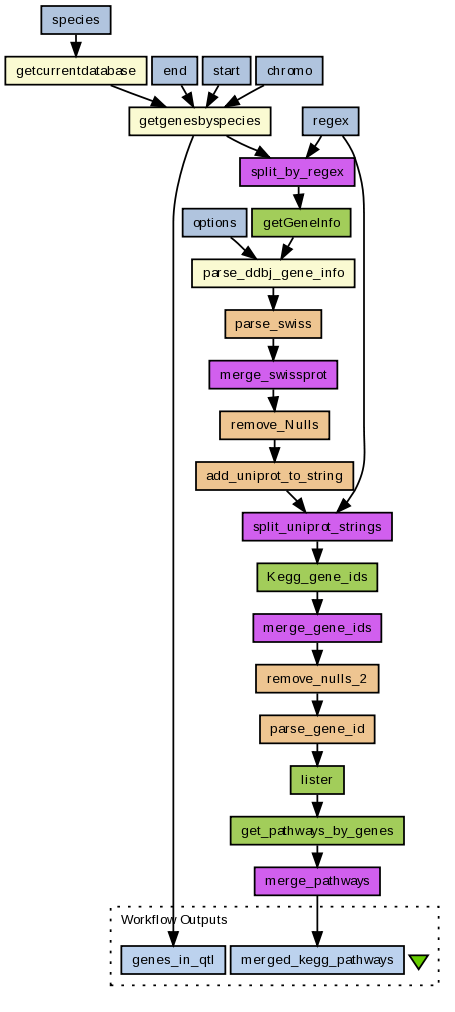 species
getcurrentdatabase
end
start
chromo
getgenesbyspecies
regex
split_by_regex
options
getGeneInfo
parse_ddbj_gene_info
parse_swiss
merge_swissprot
remove_Nulls
add_uniprot_to_string
split_uniprot_strings
Kegg_gene_ids
merge_gene_ids
remove_nulls_2
parse_gene_id
lister
get_pathways_by_genes
merge_pathways
Workflow Outputs
genes_in_qtl
merged_kegg_pathways